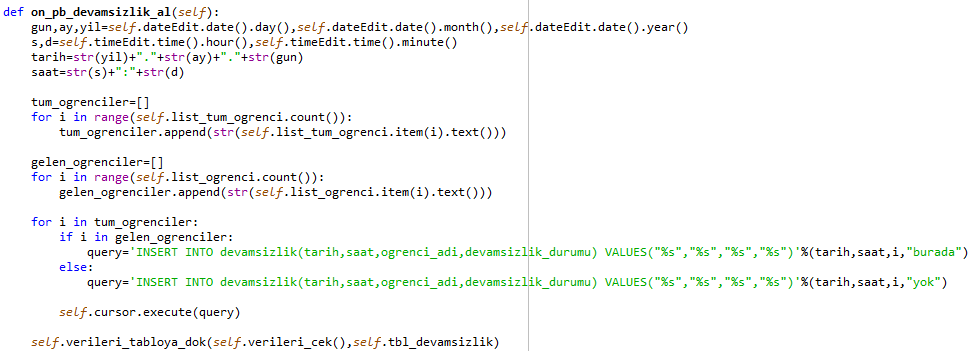 def on_pb_devamsizlik_al(self):
    gun,ay,yil=self.dateEdit.date().day(),self.dateEdit.date().month(),self.dateEdit.date().year()
    s,d=self.timeEdit.time().hour(),self.timeEdit.time().minute()
    tarih=str(yil)+"."+str(ay)+"."+str(gun)
    saat=str(s)+":"+str(d)

    tum_ogrenciler=[]
    for i in range(self.list_tum_ogrenci.count()):
        tum_ogrenciler.append(str(self.list_tum_ogrenci.item(i).text()))

    gelen_ogrenciler=[]
    for i in range(self.list_ogrenci.count()):
        gelen_ogrenciler.append(str(self.list_ogrenci.item(i).text()))

    for i in tum_ogrenciler:
        if i in gelen_ogrenciler:
            query='INSERT INTO devamsizlik(tarih,saat,ogrenci_adi,devamsizlik_durumu) VALUES("%s","%s","%s","%s")'%(tarih,saat,i,"burada")
        else:
            query='INSERT INTO devamsizlik(tarih,saat,ogrenci_adi,devamsizlik_durumu) VALUES("%s","%s","%s","%s")'%(tarih,saat,i,"yok")

        self.cursor.execute(query)

    self.verileri_tabloya_dok(self.verileri_cek(),self.tbl_devamsizlik)